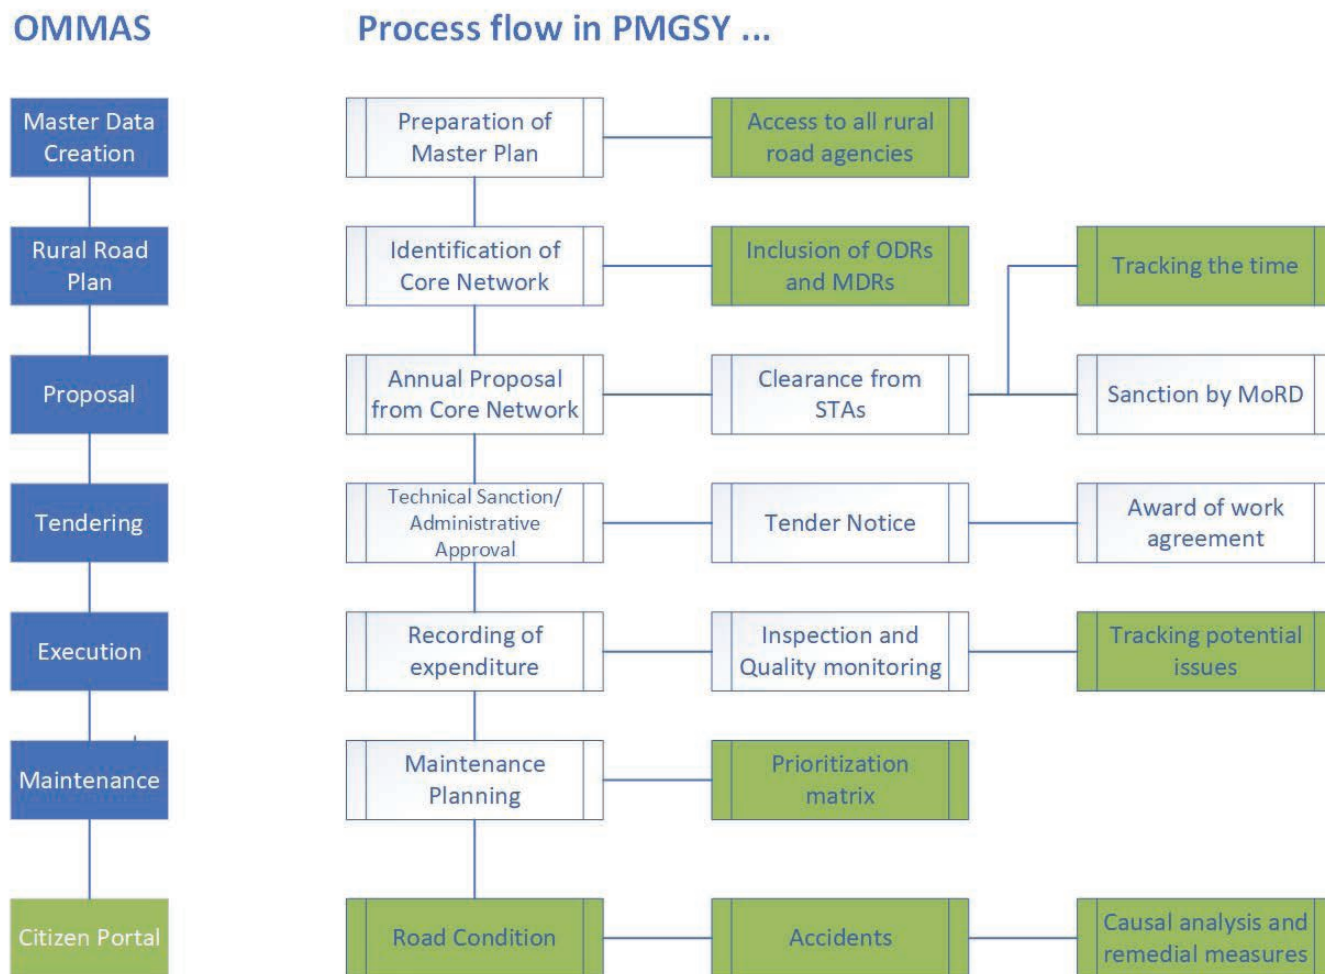 OMMAS
Process flow in PMGSY ...
Master Data
Creation
Preparation of
Master Plan
Access to all rural
road agencies
Rural Road
Plan
Identification of
Core Network
Inclusion of ODRs
and MDRs
Tracking the time
Proposal
Annual Proposal
from Core Network
Clearance from
STAs
Sanction by MoRD
Tendering
Technical Sanction/
Administrative
Approval
Tender Notice
Award of work
agreement
Execution
Recording of
expenditure
Inspection and
Quality monitoring
Tracking potential
issues
Maintenance
Maintenance
Planning
Prioritization
matrix
Citizen Portal
Road Condition
Accidents
Causal analysis and
remedial measures